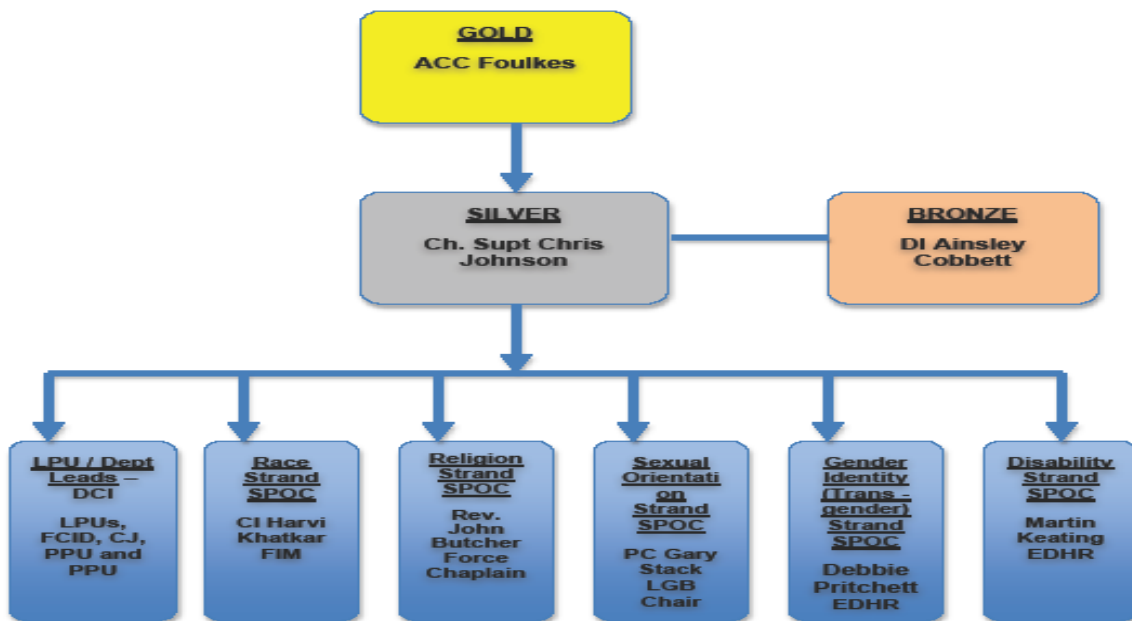 GOLD
ACC Foulkes
SILVER
Ch. Supt Chris
Johnson
BRONZE
DI Ainsley
Cobbett
LPU / Dept
Leads –
DCI
LPUs,
FCID, CJ,
PPU and
PPU
Race
Strand
SPOC
CI Harvi
Khatkar
FIM
Religion
Strand
SPOC
Rev.
John
Butcher
Force
Chaplain
Sexual
Orientati
on
Strand
SPOC
PC Gary
Stack
LGB
Chair
Gender
Identity
(Trans -
gender)
Strand
SPOC
Debbie
Pritchett
EDHR
Disability
Strand
SPOC
Martin
Keating
EDHR